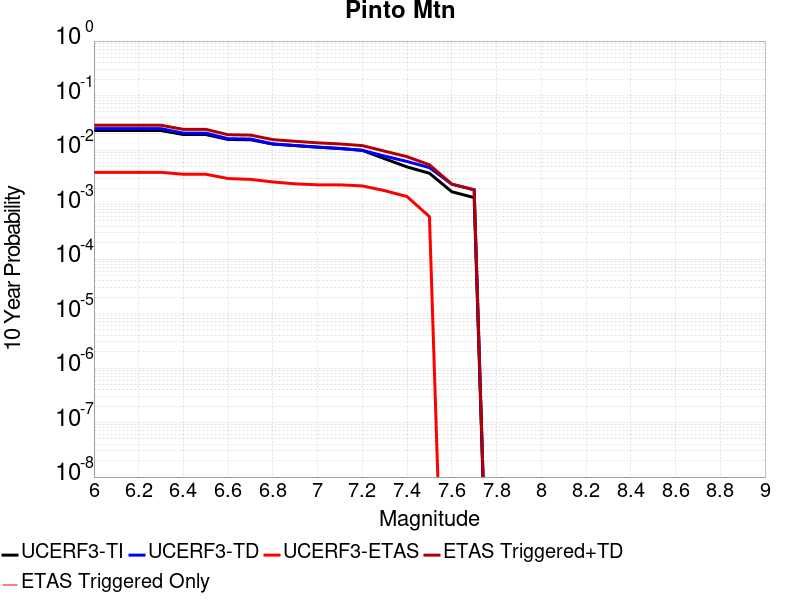 Pinto Mtn
10^0
10^-1
10^-2
10^-3
10^-4
10^-5
10^-6
10^-7
10^-8
10 Year Probability
6 6.2 6.4 6.6 6.8 7 7.2 7.4 7.6 7.8 8 8.2 8.4 8.6 8.8 9
Magnitude
UCERF3-TI UCERF3-TD UCERF3-ETAS ETAS Triggered+TD
ETAS Triggered Only